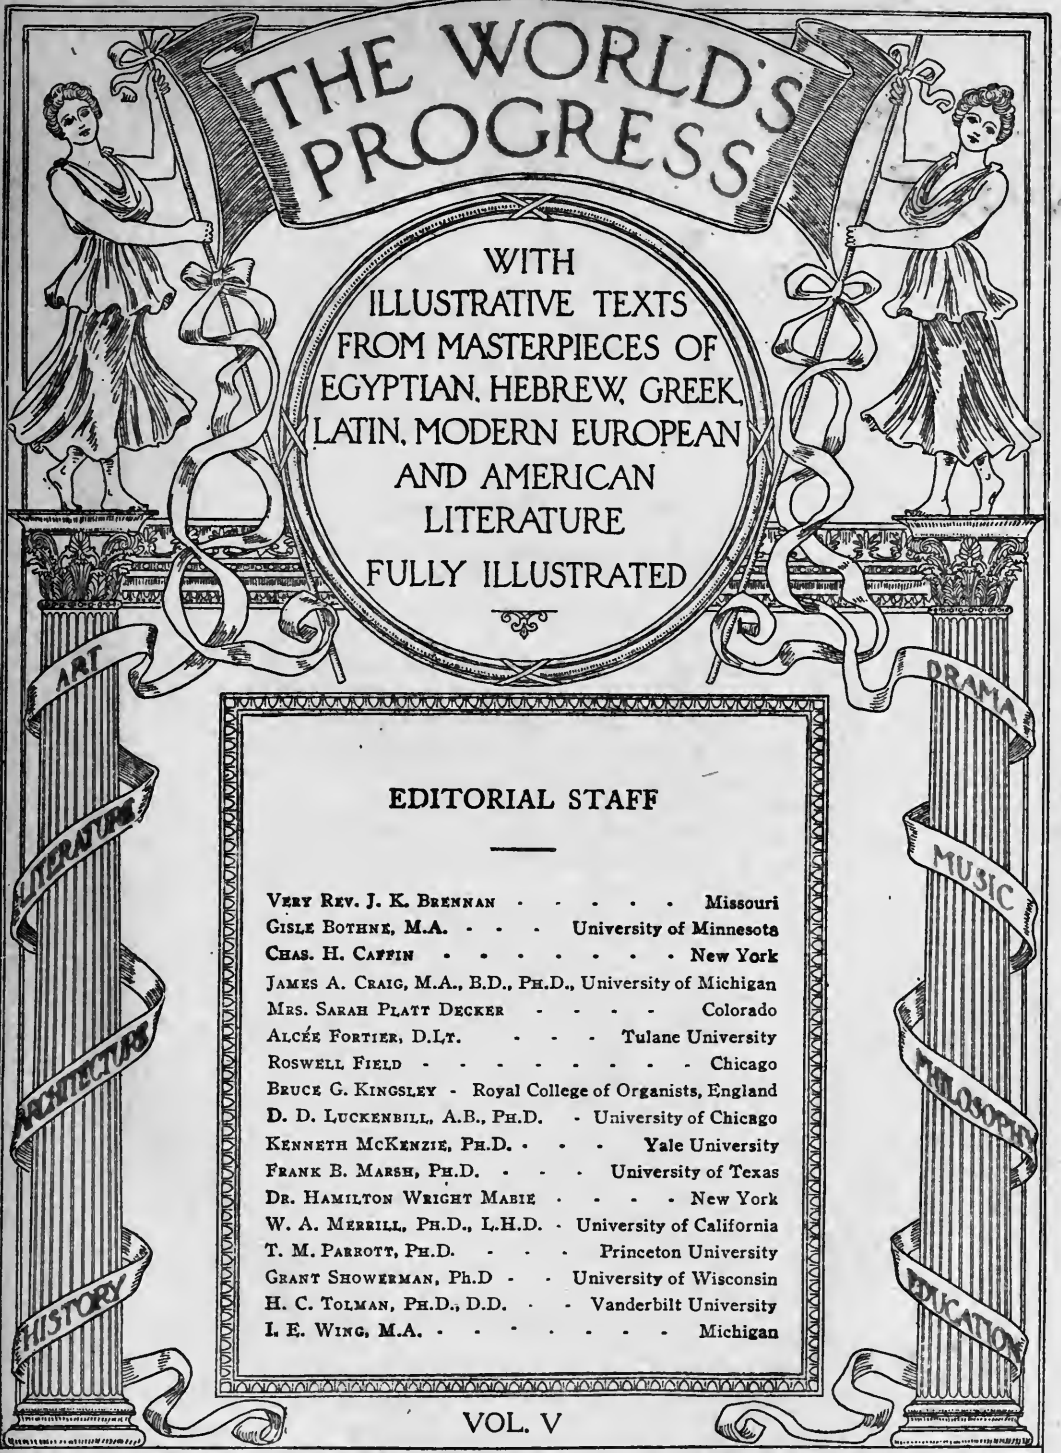 THE WORLD'S
PROGRESS
WITH
ILLUSTRATIVE TEXTS
FROM MASTERPIECES OF
EGYPTIAN, HEBREW, GREEK,
LATIN, MODERN EUROPEAN
AND AMERICAN
LITERATURE
FULLY ILLUSTRATED
ART
LITERATURE
ARCHITECTURE
HISTORY
DRAMA
MUSIC
PHILOSOPHY
EDUCATION
EDITORIAL STAFF
VERY REV. J. K. BRENNAN - - - - - Missouri
GISLE BOTHNE, M.A. - - - University of Minnesota
CHAS. H. CAFFIN - - - - - - - New York
JAMES A. CRAIG, M.A., B.D., PH.D., University of Michigan
MRS. SARAH PLATT DECKER - - - - Colorado
ALCÉE FORTIER, D.LT. - - - Tulane University
ROSWELL FIELD - - - - - - - - Chicago
BRUCE G. KINGSLEY - Royal College of Organists, England
D. D. LUCKENBILL, A.B., PH.D. - University of Chicago
KENNETH MCKENZIE, PH.D. - - - Yale University
FRANK B. MARSH, PH.D. - - - University of Texas
DR. HAMILTON WRIGHT MABIE - - - - New York
W. A. MERRILL, PH.D., L.H.D. - University of California
T. M. PARROTT, PH.D. - - - Princeton University
GRANT SHOWERMAN, Ph.D - - University of Wisconsin
H. C. TOLMAN, PH.D., D.D. - - Vanderbilt University
I. E. WING, M.A. - - - - - - - Michigan
VOL. V